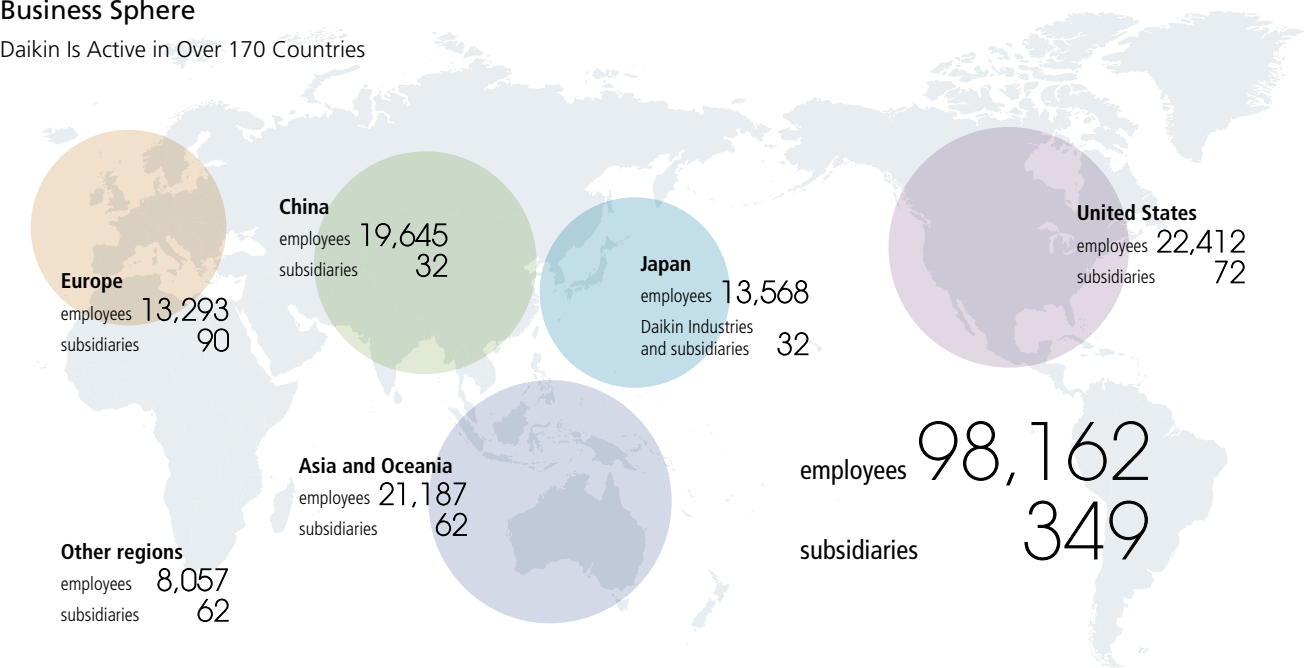 Business Sphere
Daikin Is Active in Over 170 Countries
Europe
employees 13,293
subsidiaries 90
China
employees 19,645
subsidiaries 32
Japan
employees 13,568
Daikin Industries
and subsidiaries 32
United States
employees 22,412
subsidiaries 72
Asia and Oceania
employees 21,187
subsidiaries 62
Other regions
employees 8,057
subsidiaries 62
employees 98,162
subsidiaries 349